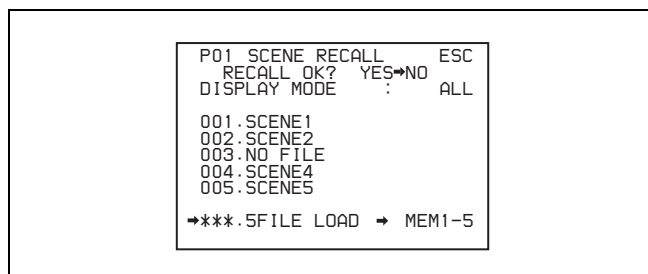 P01 SCENE RECALL ESC
RECALL OK? YES➡NO
DISPLAY MODE : ALL
001.SCENE1
002.SCENE2
003.NO FILE
004.SCENE4
005.SCENE5
➡***.5FILE LOAD ➡ MEM1-5